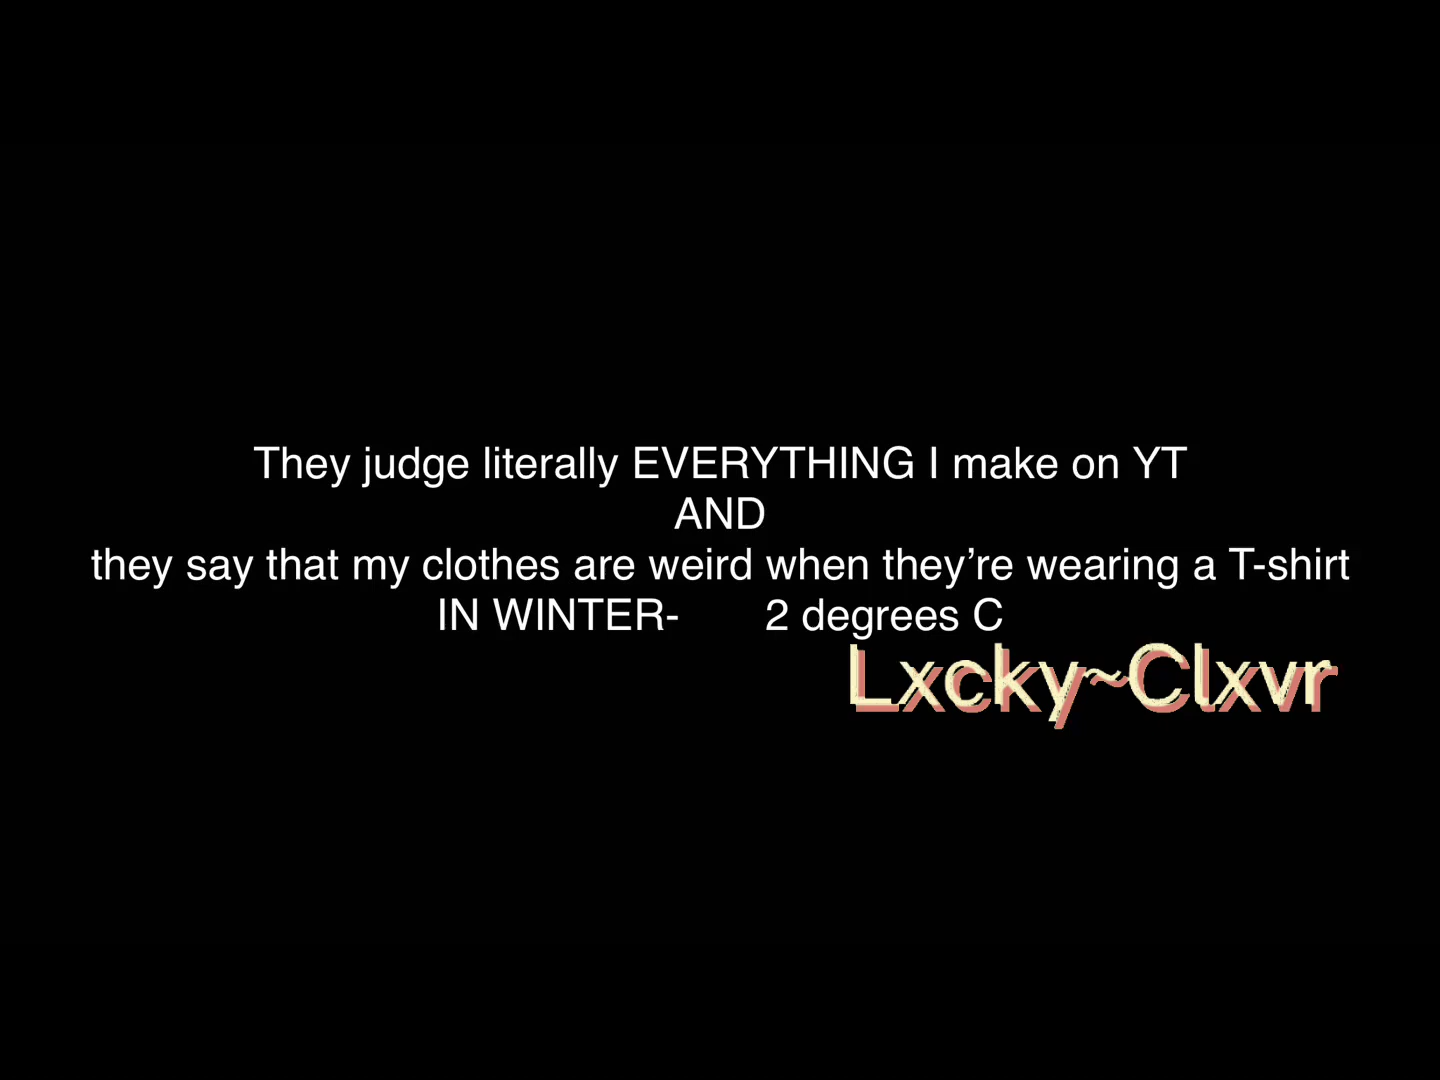 They judge literally EVERYTHING I make on YT
AND
they say that my clothes are weird when they’re wearing a T-shirt
IN WINTER- 2 degrees C
Lxcky~Clxvr